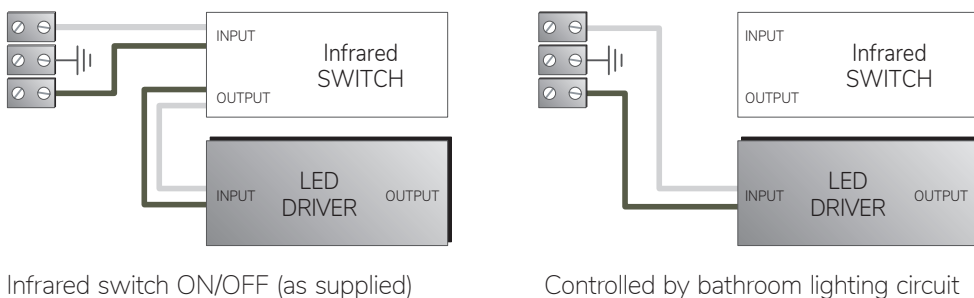 INPUT
Infrared
SWITCH
OUTPUT
LED
DRIVER
INPUT
OUTPUT
Infrared switch ON/OFF (as supplied)
INPUT
Infrared
SWITCH
OUTPUT
LED
DRIVER
INPUT
OUTPUT
Controlled by bathroom lighting circuit